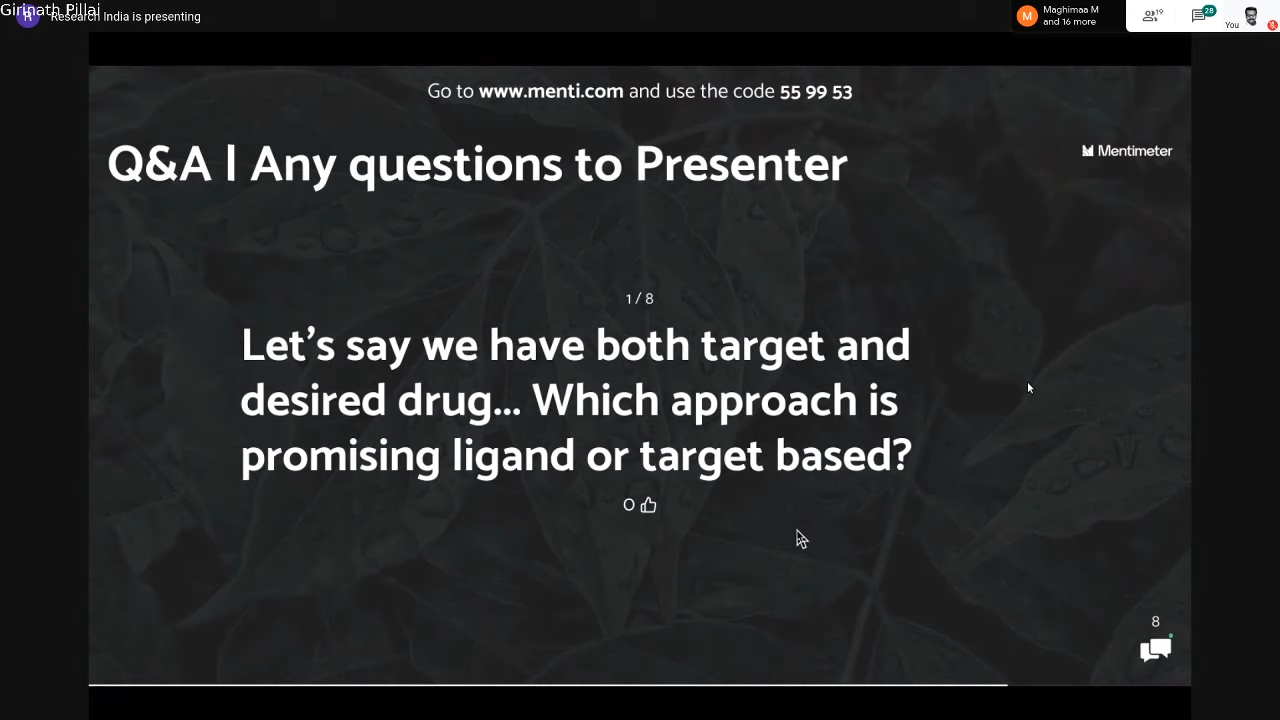 Girinath Pillai
R
Research India is presenting
M
Maghimaa M
and 16 more
19
28
You
Go to www.menti.com and use the code 55 99 53
Q&A | Any questions to Presenter
Mentimeter
1 / 8
Let's say we have both target and
desired drug... Which approach is
promising ligand or target based?
0
8